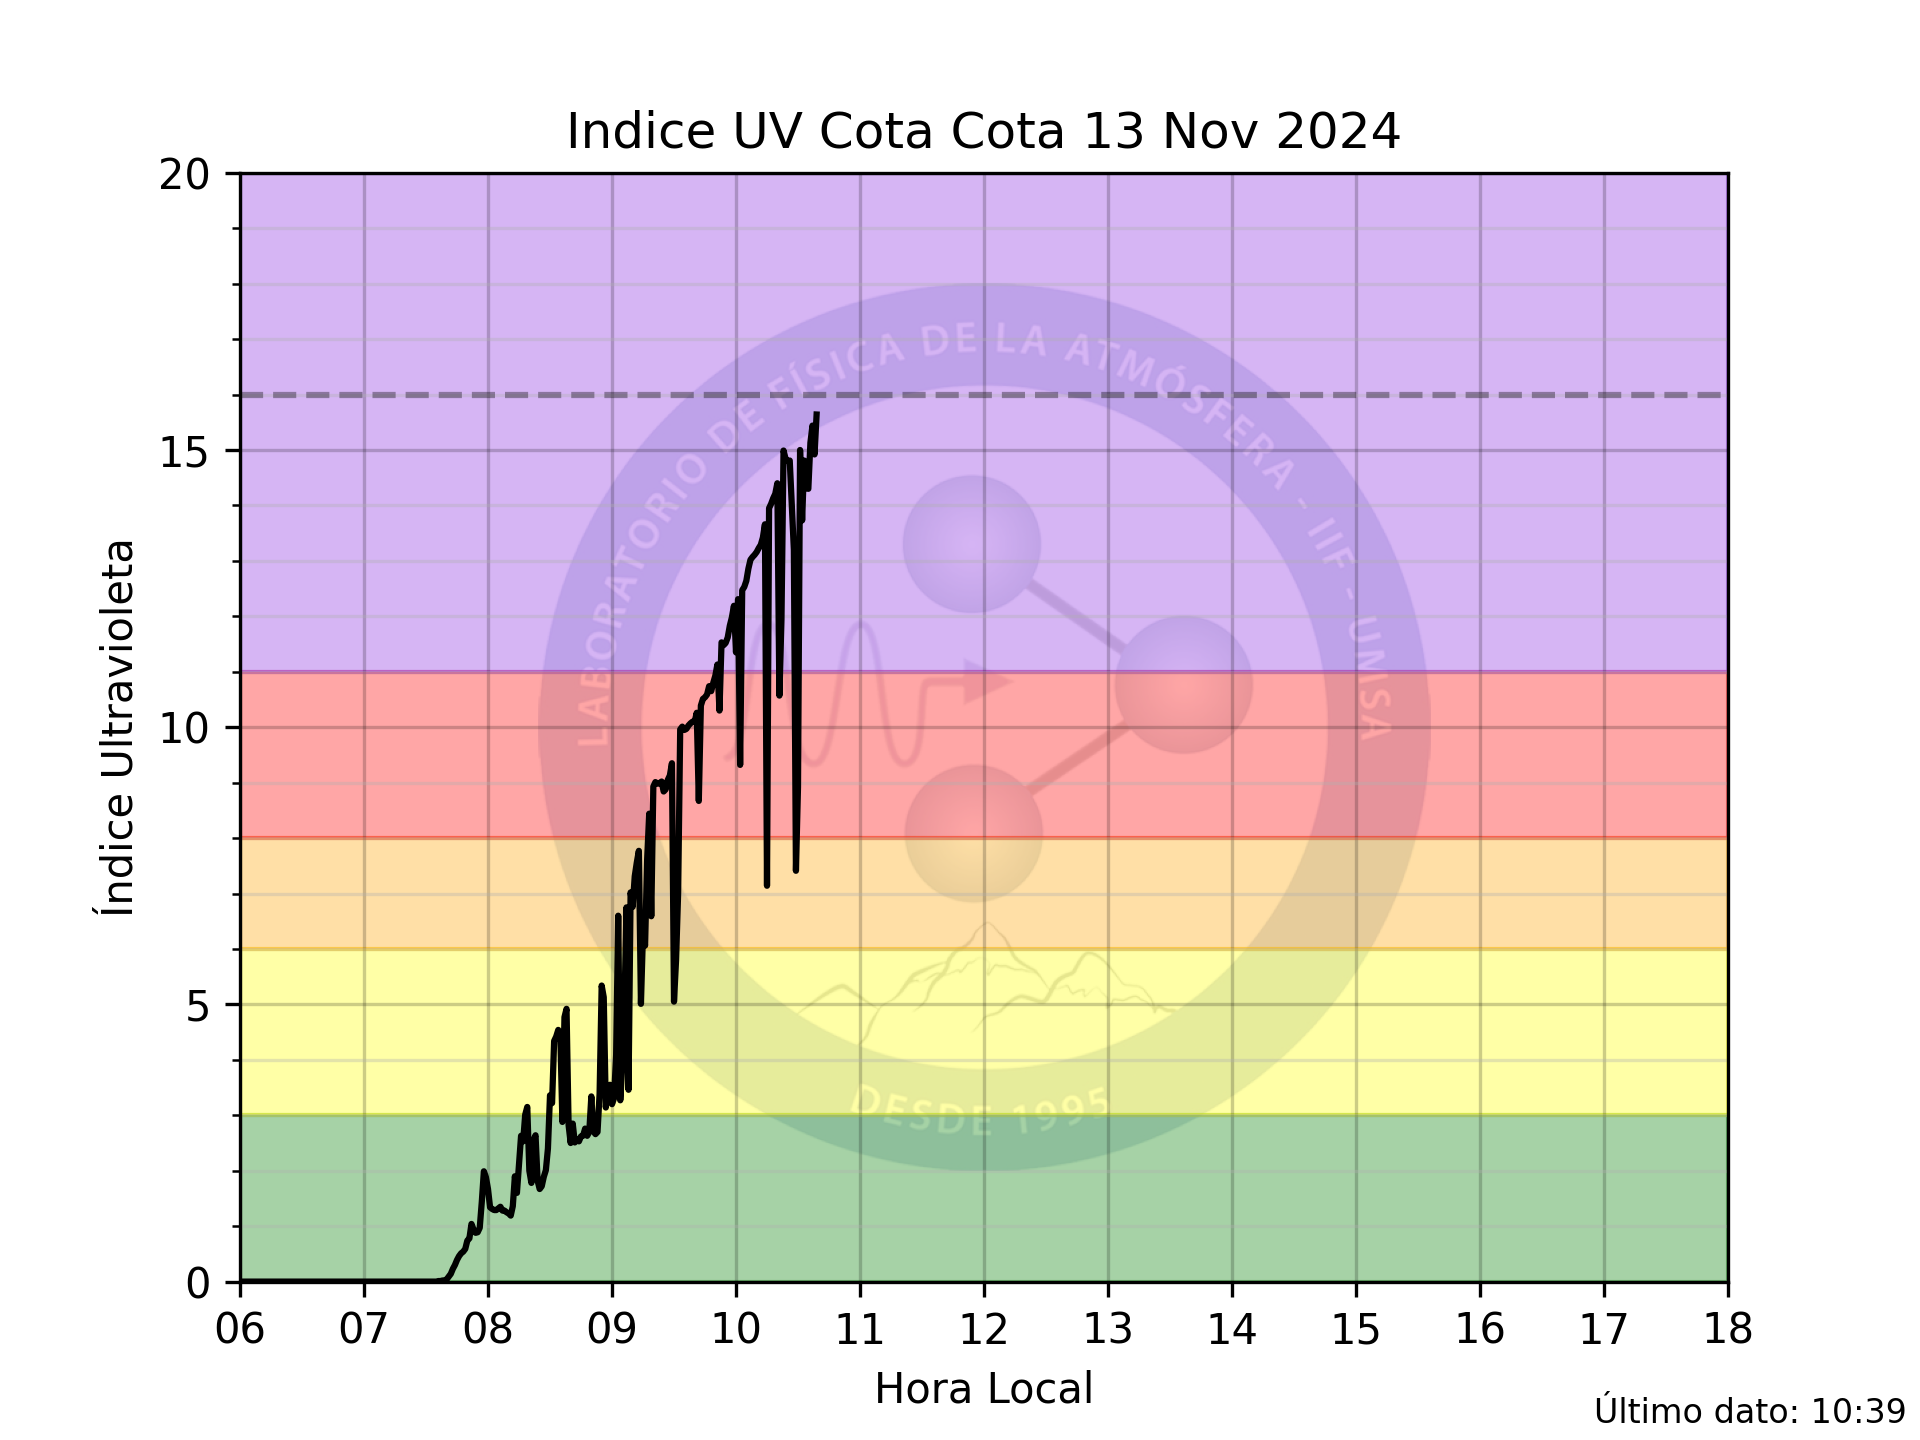 Indice UV Cota Cota 13 Nov 2024
20
15
10
5
0
Índice Ultravioleta
LABORATORIO DE FÍSICA DE LA ATMÓSFERA - IIF - UMSA
DESDE 1995
06 07 08 09 10 11 12 13 14 15 16 17 18
Hora Local
Último dato: 10:39